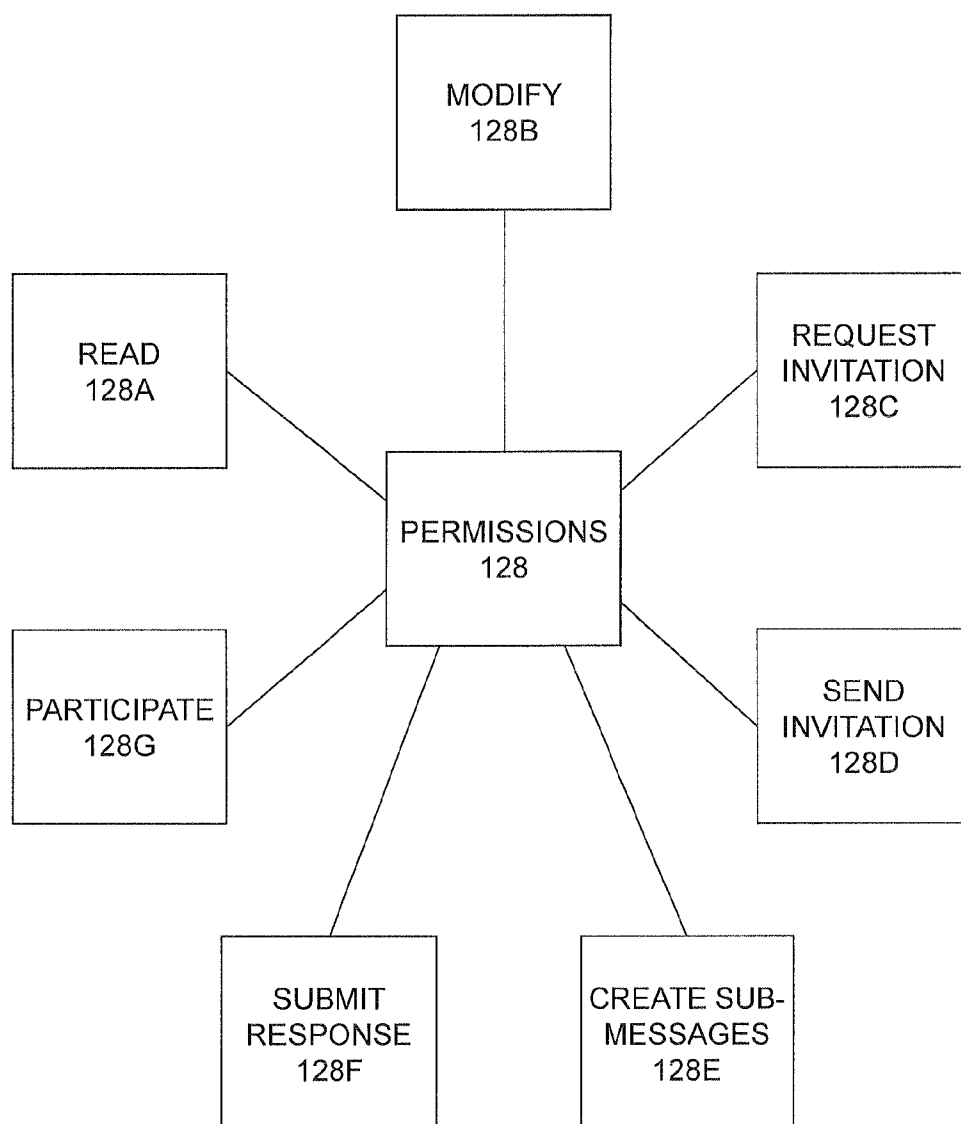 MODIFY
128B
READ
128A
REQUEST
INVITATION
128C
PERMISSIONS
128
PARTICIPATE
128G
SEND
INVITATION
128D
SUBMIT
RESPONSE
128F
CREATE SUB-
MESSAGES
128E